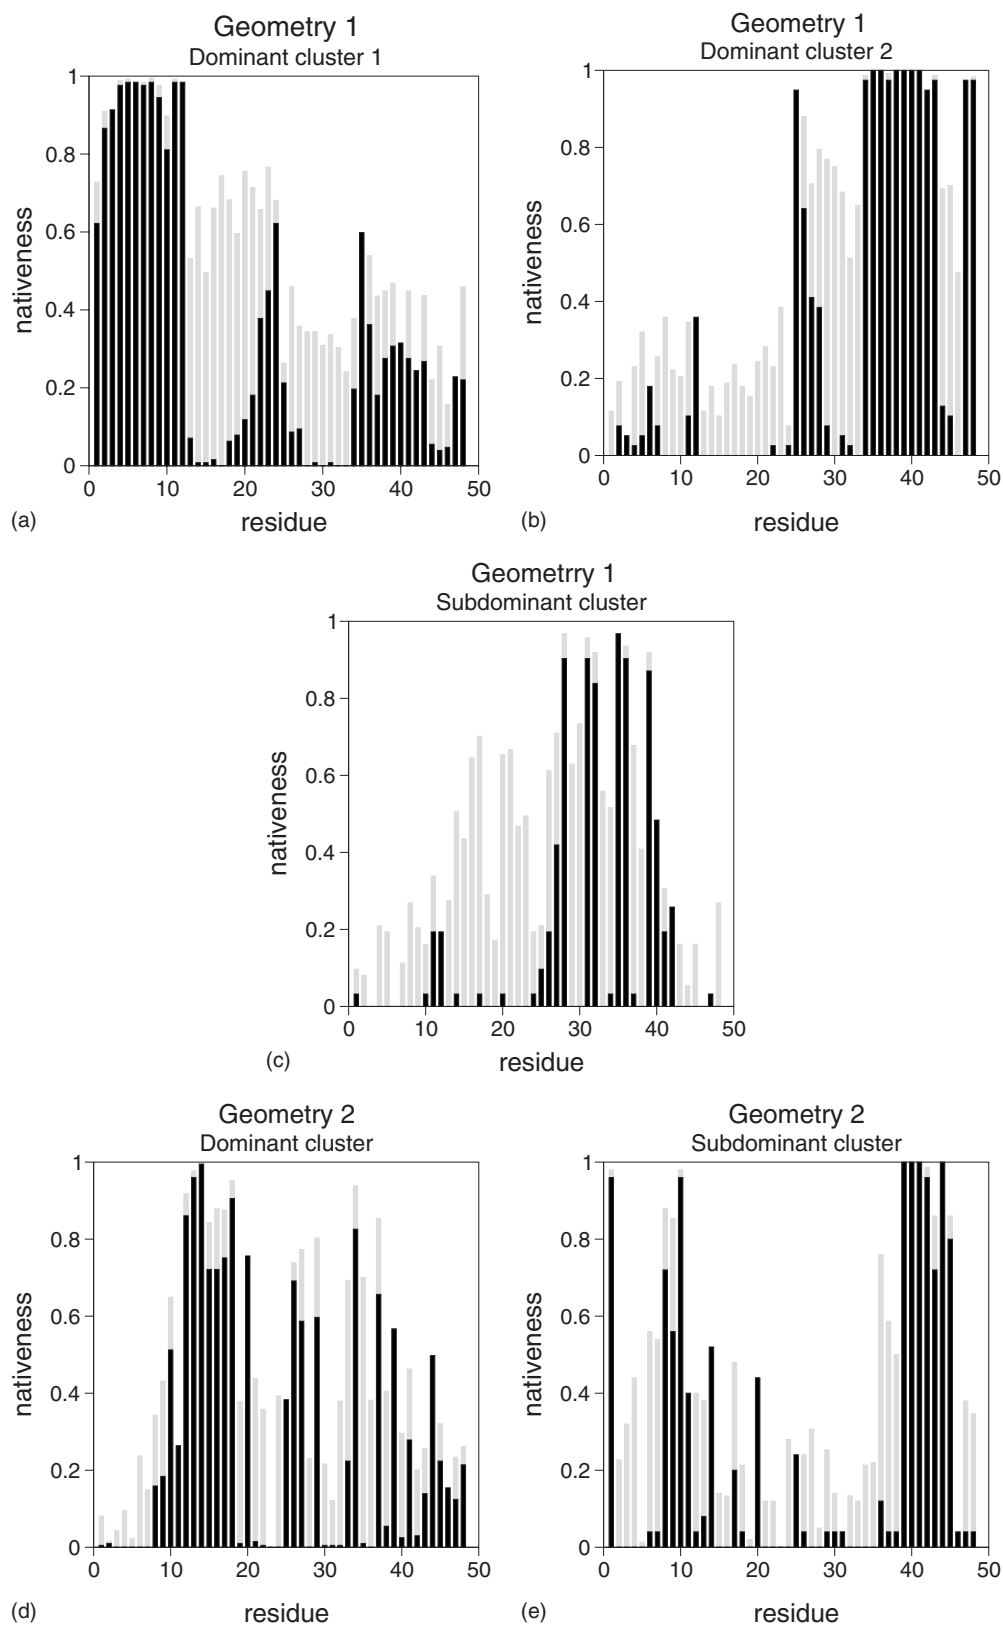 Geometry 1
Dominant cluster 1
1
0.8
0.6
0.4
0.2
0
nativeness
0 10 20 30 40 50
residue
(a)
Geometry 1
Dominant cluster 2
1
0.8
0.6
0.4
0.2
0
nativeness
0 10 20 30 40 50
residue
(b)
Geometrry 1
Subdominant cluster
1
0.8
0.6
0.4
0.2
0
nativeness
0 10 20 30 40 50
residue
(c)
Geometry 2
Dominant cluster
1
0.8
0.6
0.4
0.2
0
nativeness
0 10 20 30 40 50
residue
(d)
Geometry 2
Subdominant cluster
1
0.8
0.6
0.4
0.2
0
nativeness
0 10 20 30 40 50
residue
(e)